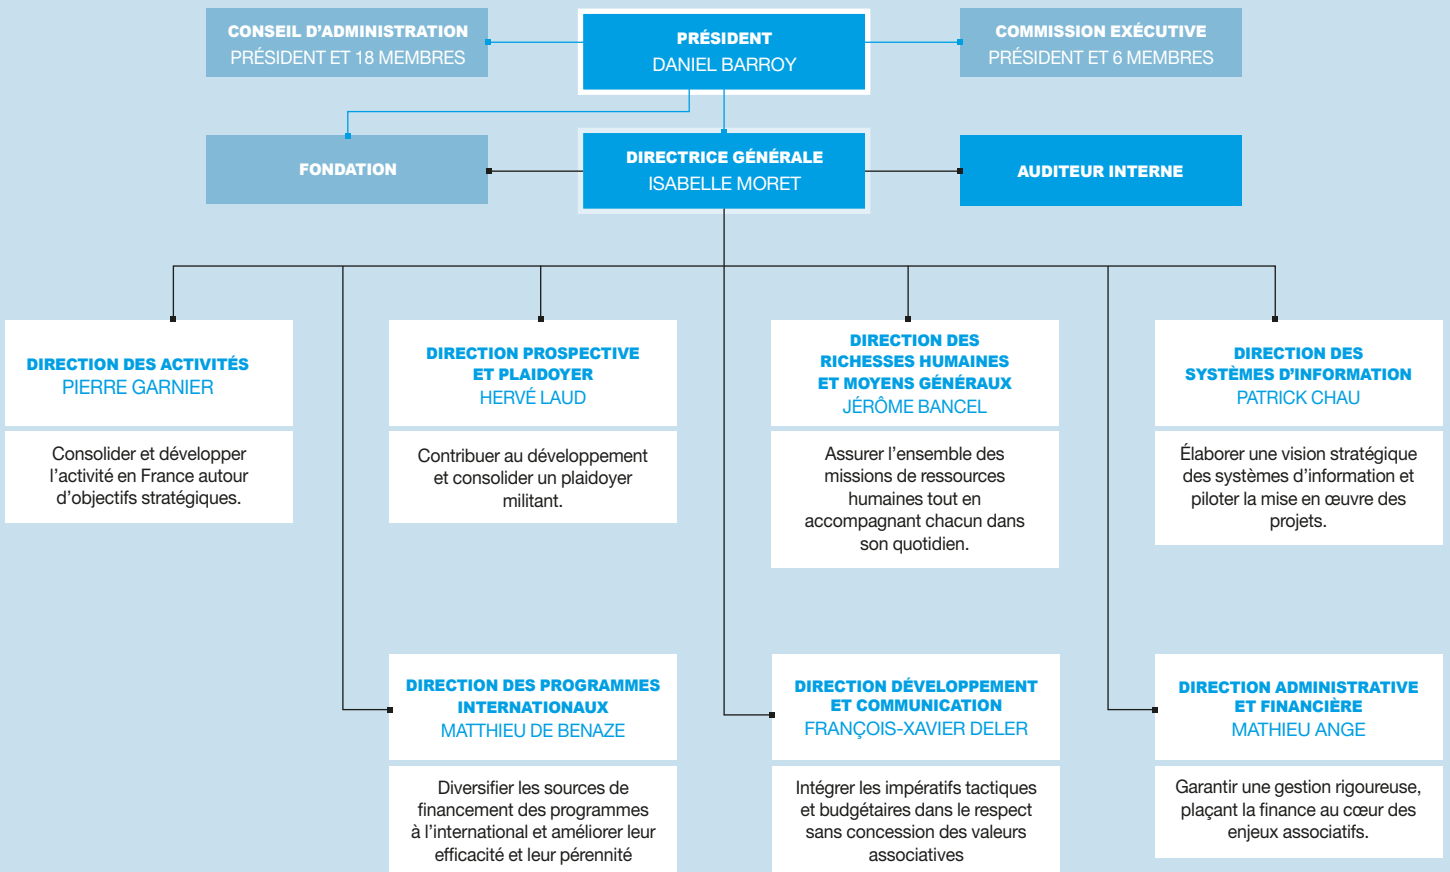 CONSEIL D'ADMINISTRATION
PRÉSIDENT ET 18 MEMBRES
PRÉSIDENT
DANIEL BARROY
COMMISSION EXÉCUTIVE
PRÉSIDENT ET 6 MEMBRES
FONDATION
DIRECTRICE GÉNÉRALE
ISABELLE MORET
AUDITEUR INTERNE
DIRECTION DES ACTIVITÉS
PIERRE GARNIER
Consolider et développer
l'activité en France autour
d'objectifs stratégiques.
DIRECTION PROSPECTIVE
ET PLAIDOYER
HERVÉ LAUD
Contribuer au développement
et consolider un plaidoyer
militant.
DIRECTION DES
RICHESSES HUMAINES
ET MOYENS GÉNÉRAUX
JÉRÔME BANCEL
Assurer l'ensemble des
missions de ressources
humaines tout en
accompagnant chacun dans
son quotidien.
DIRECTION DES
SYSTÈMES D'INFORMATION
PATRICK CHAU
Élaborer une vision stratégique
des systèmes d'information et
piloter la mise en œuvre des
projets.
DIRECTION DES PROGRAMMES
INTERNATIONAUX
MATTHIEU DE BENAZE
Diversifier les sources de
financement des programmes
à l'international et améliorer leur
efficacité et leur pérennité
DIRECTION DÉVELOPPEMENT
ET COMMUNICATION
FRANÇOIS-XAVIER DELER
Intégrer les impératifs tactiques
et budgétaires dans le respect
sans concession des valeurs
associatives
DIRECTION ADMINISTRATIVE
ET FINANCIÈRE
MATHIEU ANGE
Garantir une gestion rigoureuse,
plaçant la finance au cœur des
enjeux associatifs.